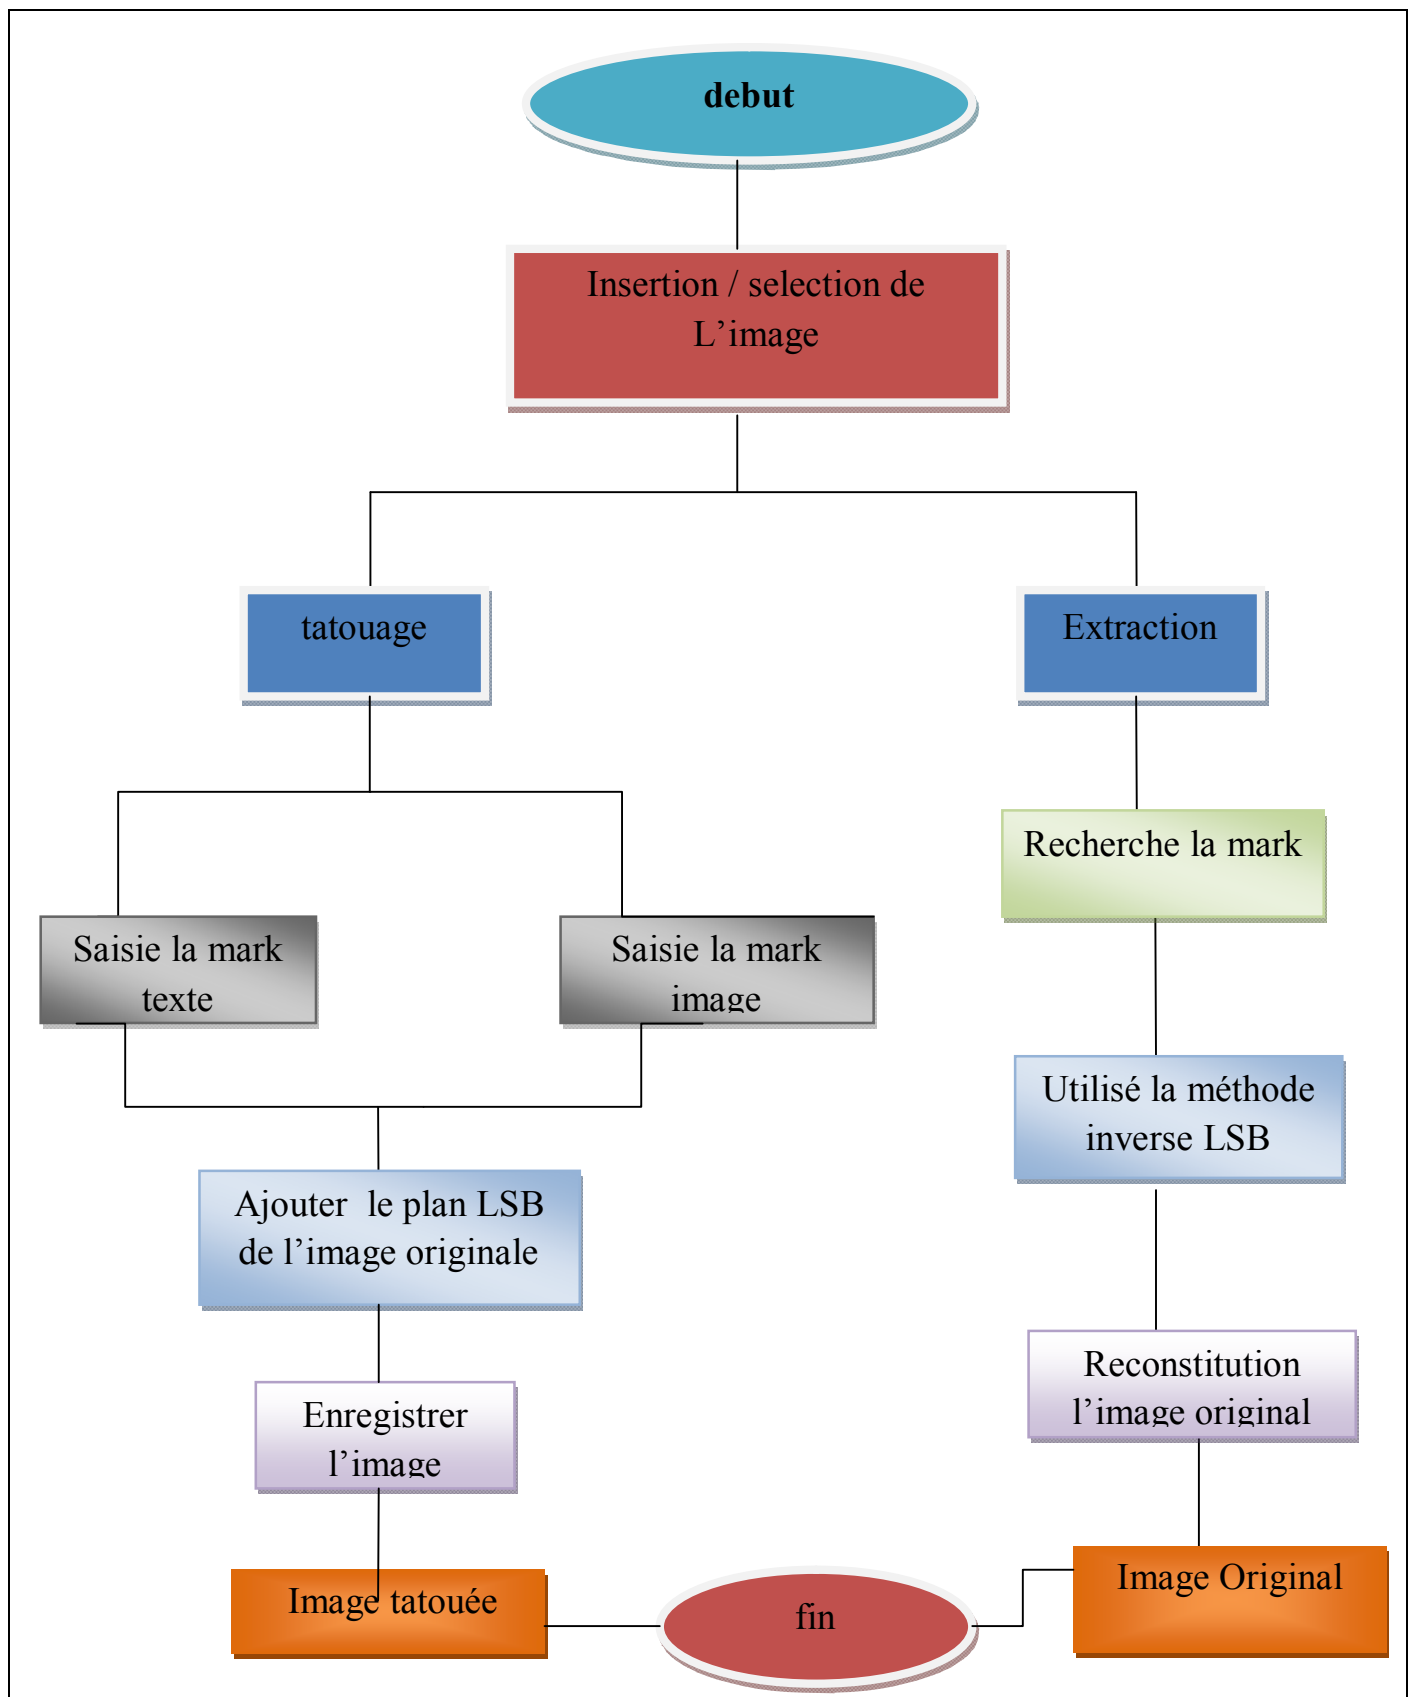 debut
Insertion / selection de
L’image
tatouage
Extraction
Recherche la mark
Saisie la mark
texte
Saisie la mark
image
Utilisé la méthode
inverse LSB
Ajouter  le plan LSB
de l’image originale
Reconstitution
l’image original
Enregistrer
l’image
Image Original
Image tatouée
fin